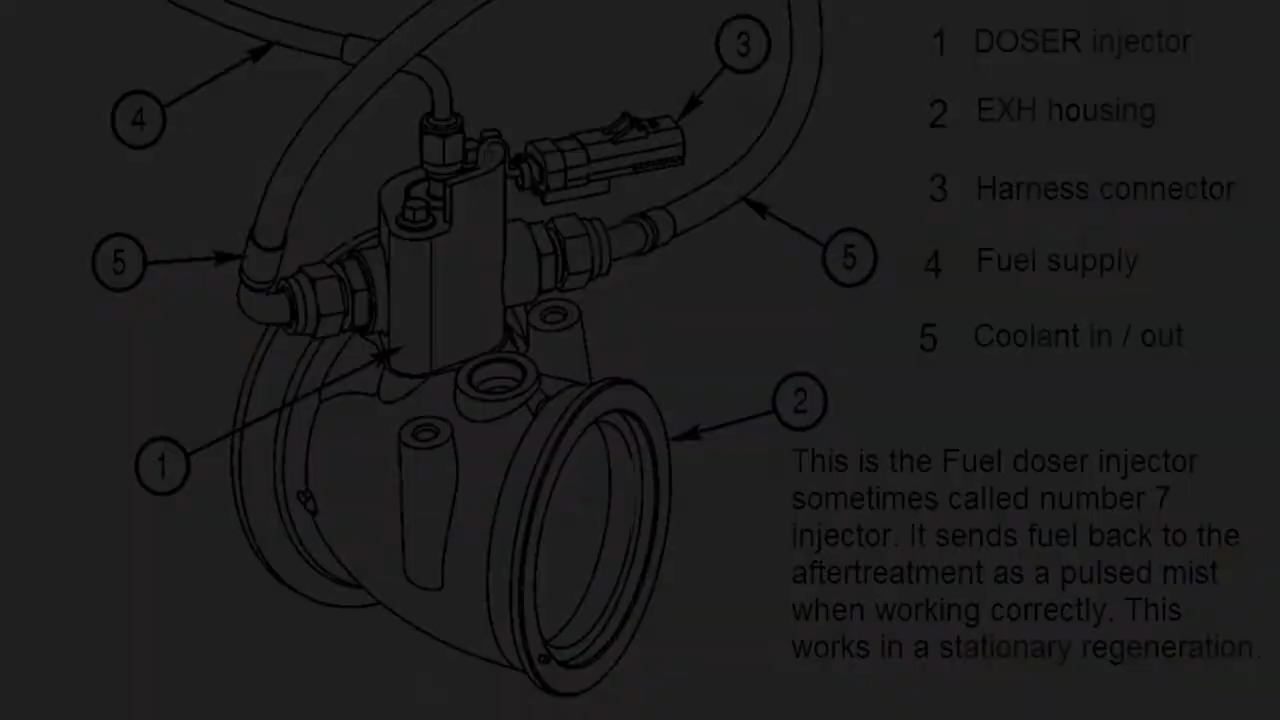 3
4
5
5
2
1
1 DOSER injector
2 EXH housing
3 Harness connector
4 Fuel supply
5 Coolant in / out
This is the Fuel doser injector
sometimes called number 7
injector. It sends fuel back to the
aftertreatment as a pulsed mist
when working correctly. This
works in a stationary regeneration.